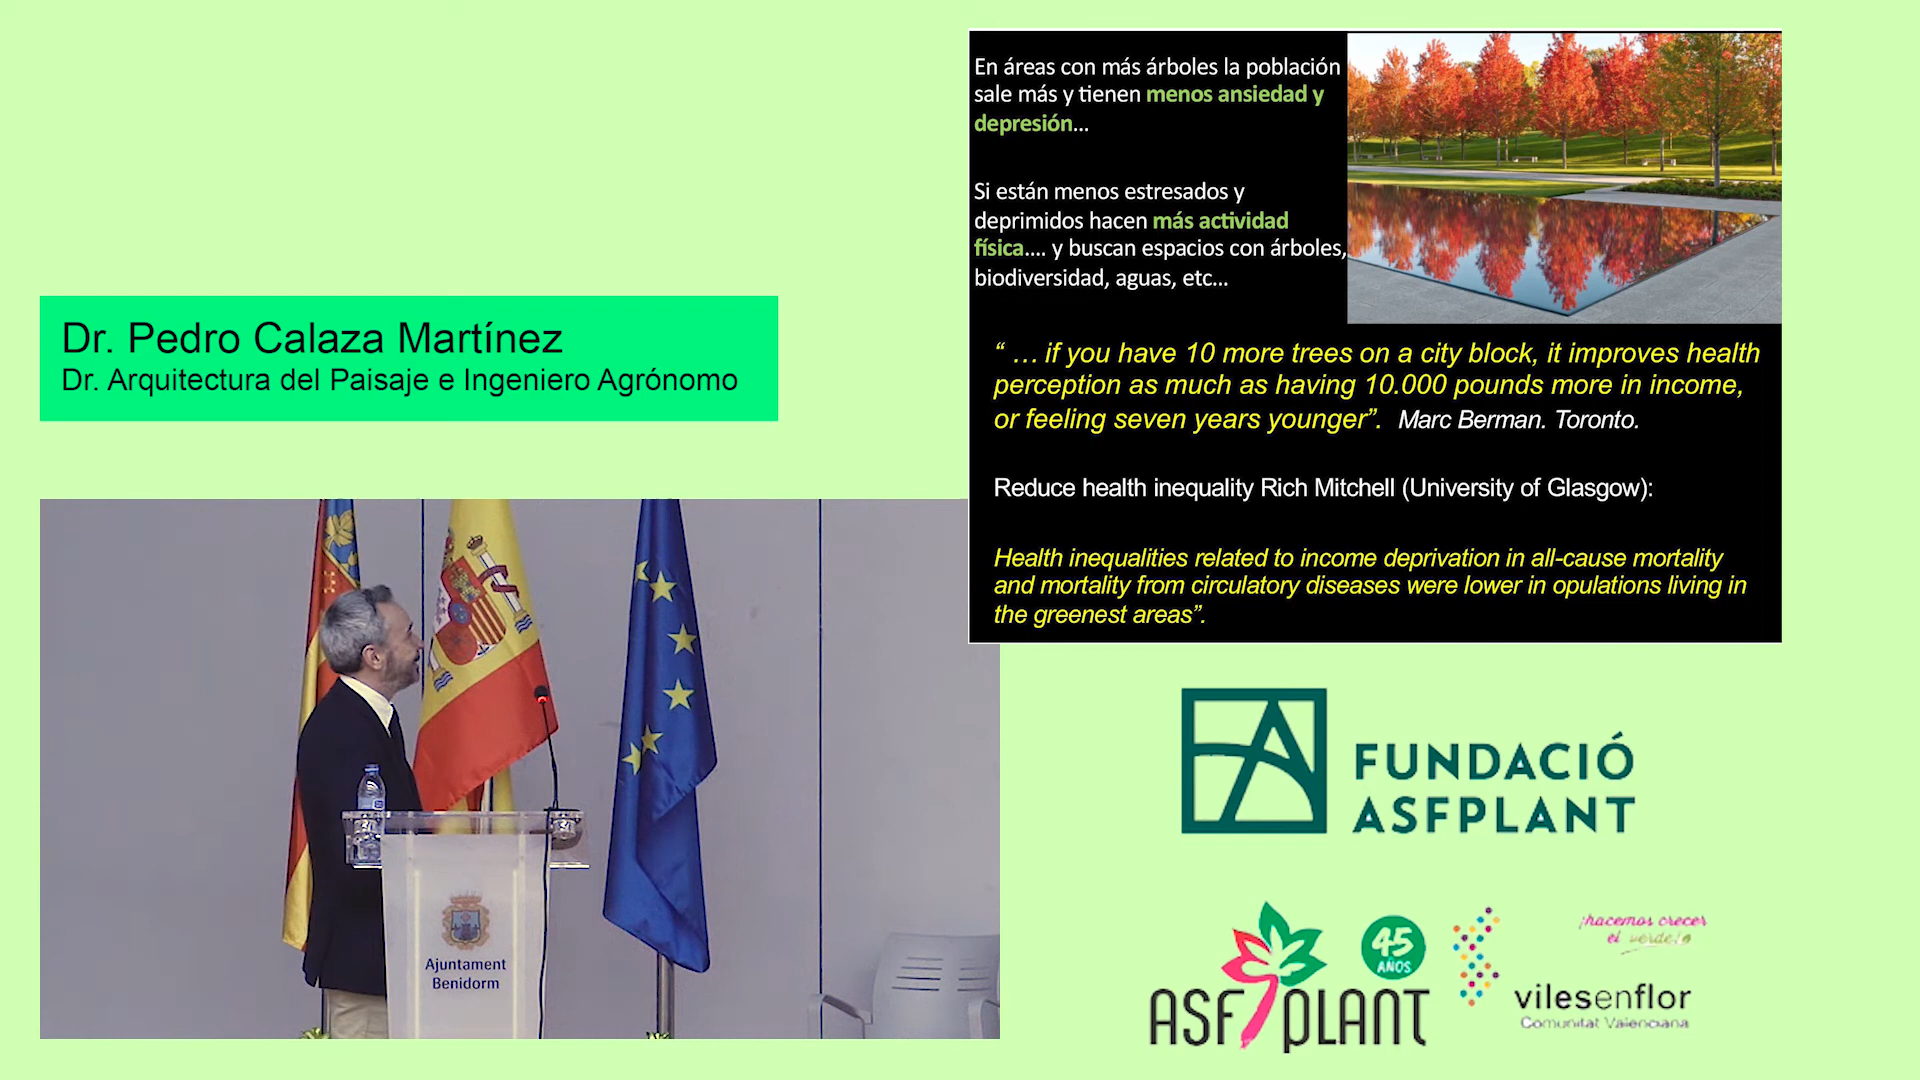 En áreas con más árboles la población
sale más y tienen menos ansiedad y
depresión...
Si están menos estresados y
deprimidos hacen más actividad
física.... y buscan espacios con árboles,
biodiversidad, aguas, etc...
“ … if you have 10 more trees on a city block, it improves health
perception as much as having 10.000 pounds more in income,
or feeling seven years younger”. Marc Berman. Toronto.
Reduce health inequality Rich Mitchell (University of Glasgow):
Health inequalities related to income deprivation in all-cause mortality
and mortality from circulatory diseases were lower in opulations living in
the greenest areas”.
Dr. Pedro Calaza Martínez
Dr. Arquitectura del Paisaje e Ingeniero Agrónomo
Ajuntament
Benidorm
FUNDACIÓ
ASFPLANT
ASFPLANT
45
AÑOS
¡hacemos crecer
el verde!
vilesenflor
Comunitat Valenciana